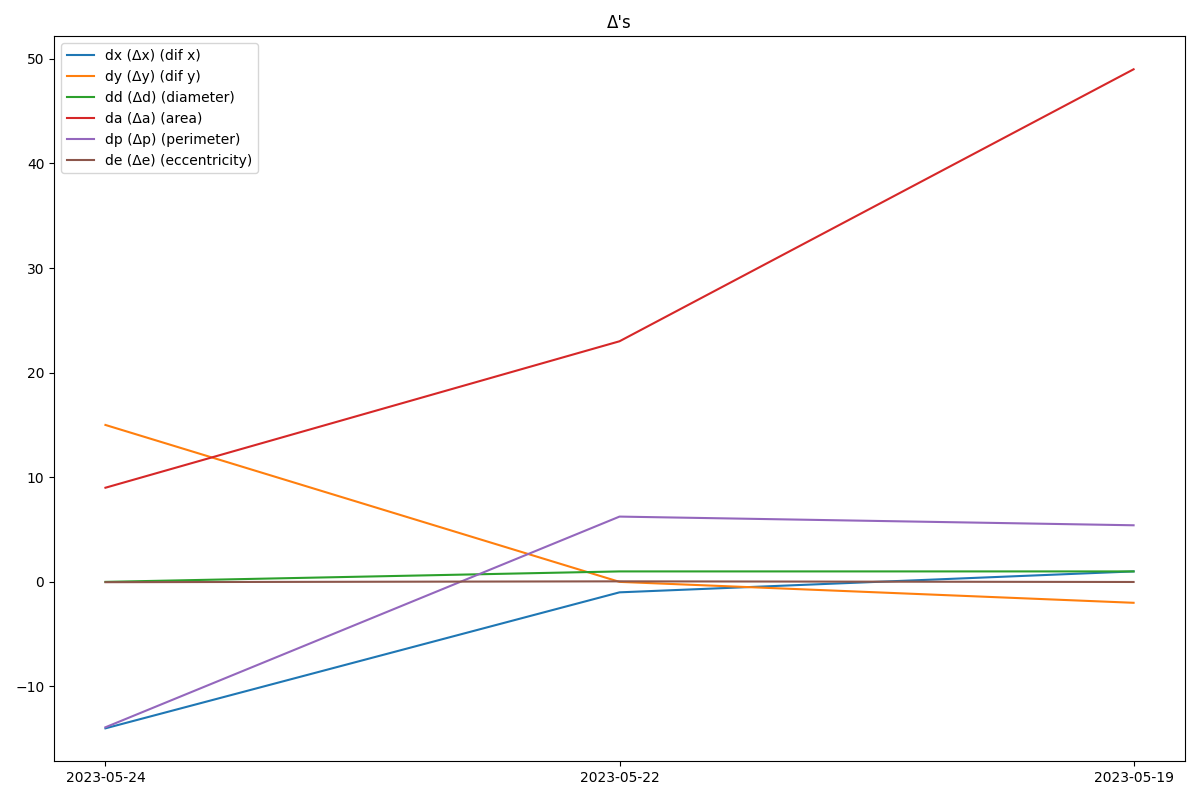 Δ's
dx (Δx) (dif x)
dy (Δy) (dif y)
dd (Δd) (diameter)
da (Δa) (area)
dp (Δp) (perimeter)
de (Δe) (eccentricity)
50
40
30
20
10
0
−10
2023-05-24 2023-05-22 2023-05-19